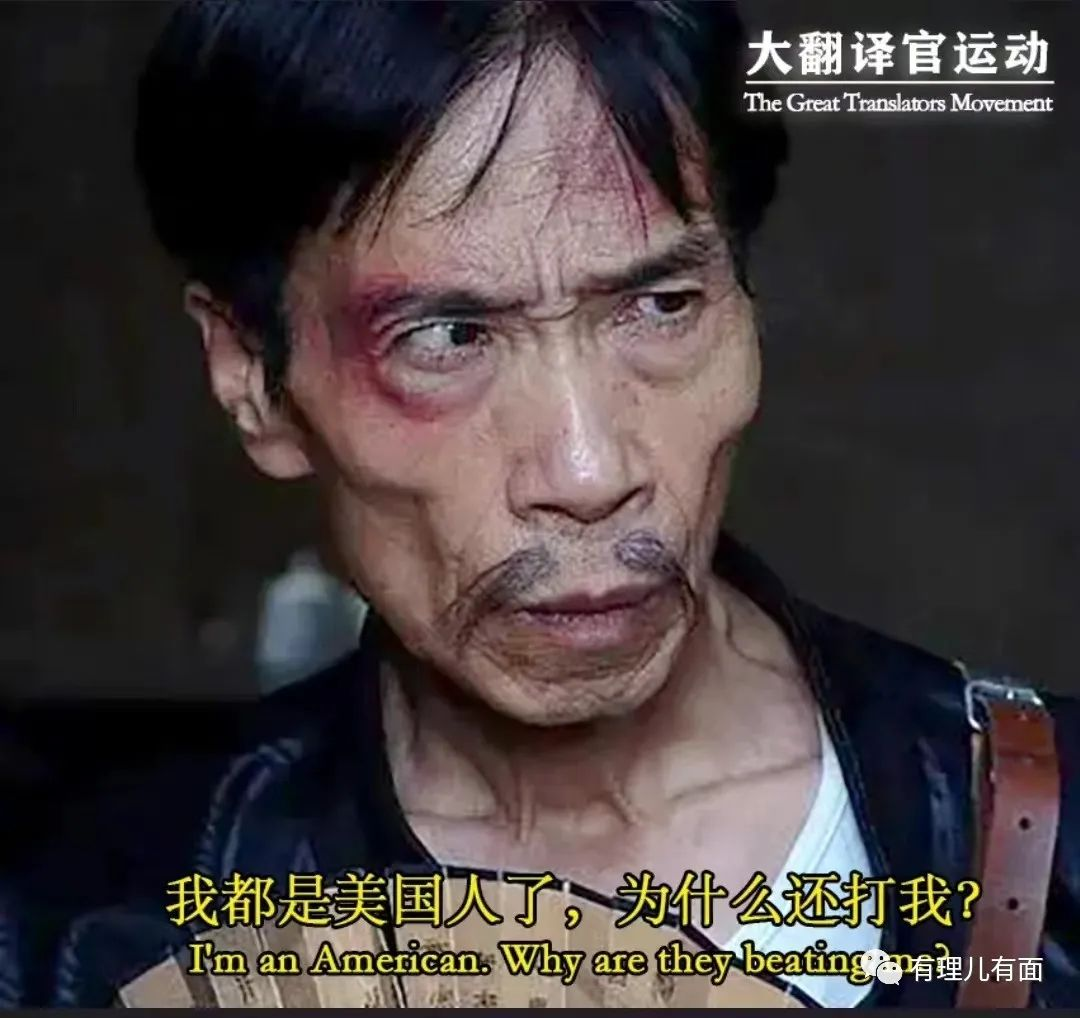 大翻译官运动
The Great Translators Movement
我都是美国人了，为什么还打我？
I'm an American. Why are they beating me?
有理儿有面